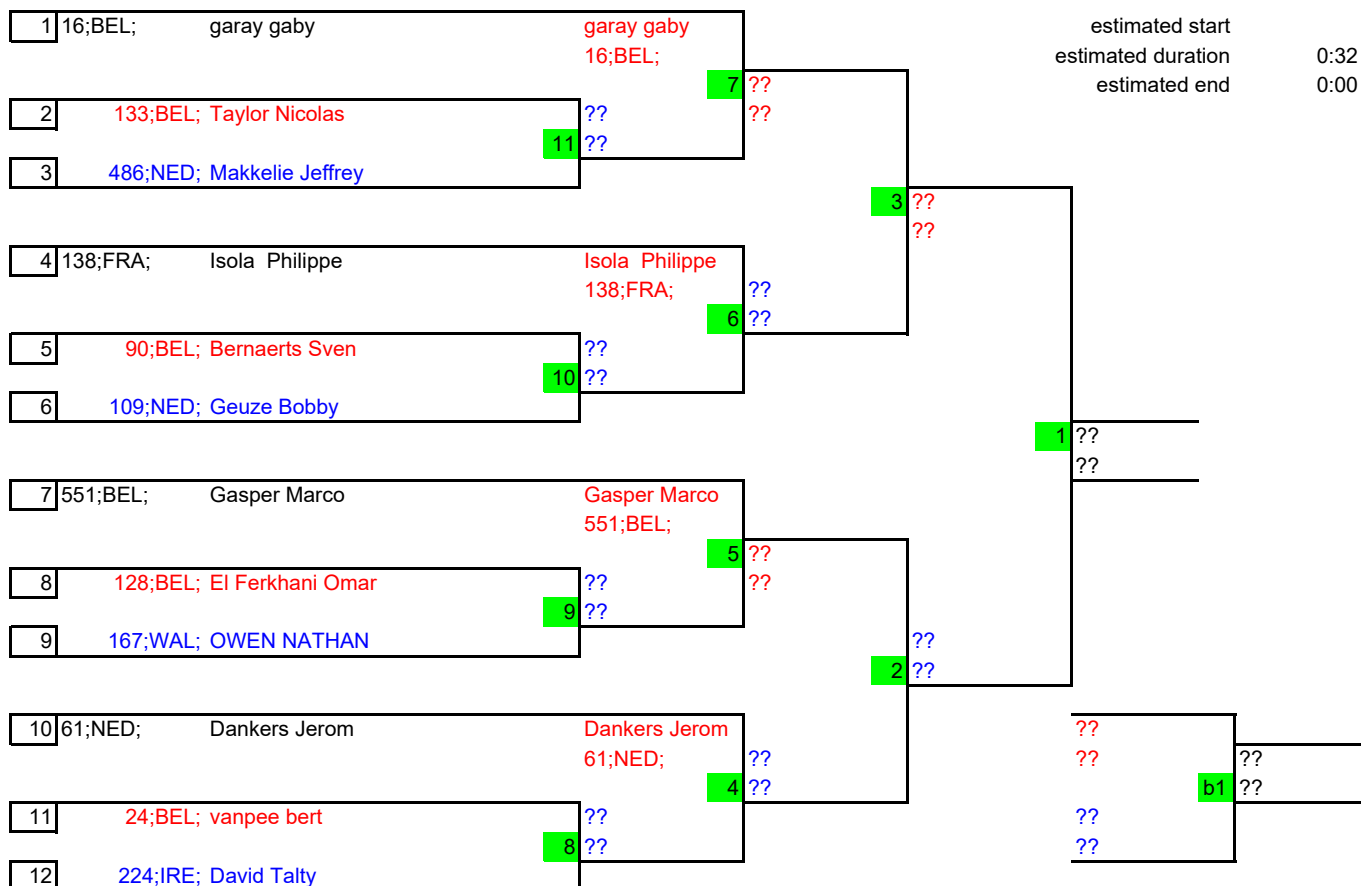 1 16;BEL; garay gaby garay gaby estimated start
16;BEL; estimated duration 0:32
7 ?? estimated end 0:00
2 133;BEL; Taylor Nicolas ?? ??
11 ??
3 486;NED; Makkelie Jeffrey
3 ??
??
4 138;FRA; Isola Philippe Isola Philippe
138;FRA; ??
6 ??
5 90;BEL; Bernaerts Sven ??
10 ??
6 109;NED; Geuze Bobby
1 ??
??
7 551;BEL; Gasper Marco Gasper Marco
551;BEL;
5 ??
8 128;BEL; El Ferkhani Omar ?? ??
9 ??
9 167;WAL; OWEN NATHAN ??
2 ??
10 61;NED; Dankers Jerom Dankers Jerom ??
61;NED; ?? ?? ??
4 ?? b1 ??
11 24;BEL; vanpee bert ?? ??
8 ?? ??
12 224;IRE; David Talty